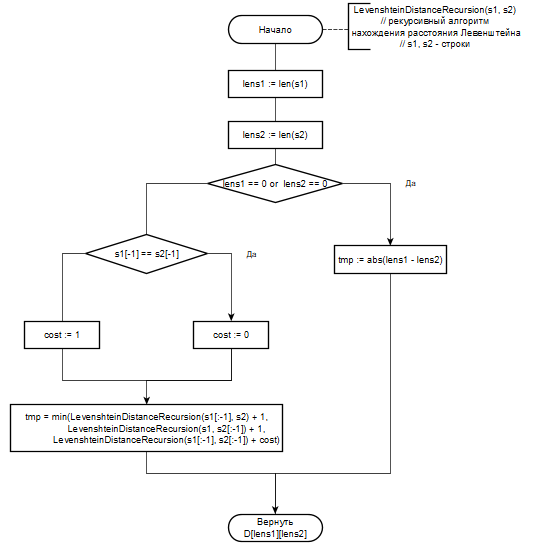 LevenshteinDistanceRecursion(s1, s2)
// рекурсивный алгоритм
нахождения расстояния Левенштейна
// s1, s2 - строки
Начало
lens1 := len(s1)
lens2 := len(s2)
lens1 == 0 or lens2 == 0
Да
s1[-1] == s2[-1]
Да
tmp := abs(lens1 - lens2)
cost := 1
cost := 0
tmp = min(LevenshteinDistanceRecursion(s1[:-1], s2) + 1,
LevenshteinDistanceRecursion(s1, s2[:-1]) + 1,
LevenshteinDistanceRecursion(s1[:-1], s2[:-1]) + cost)
Вернуть
D[lens1][lens2]